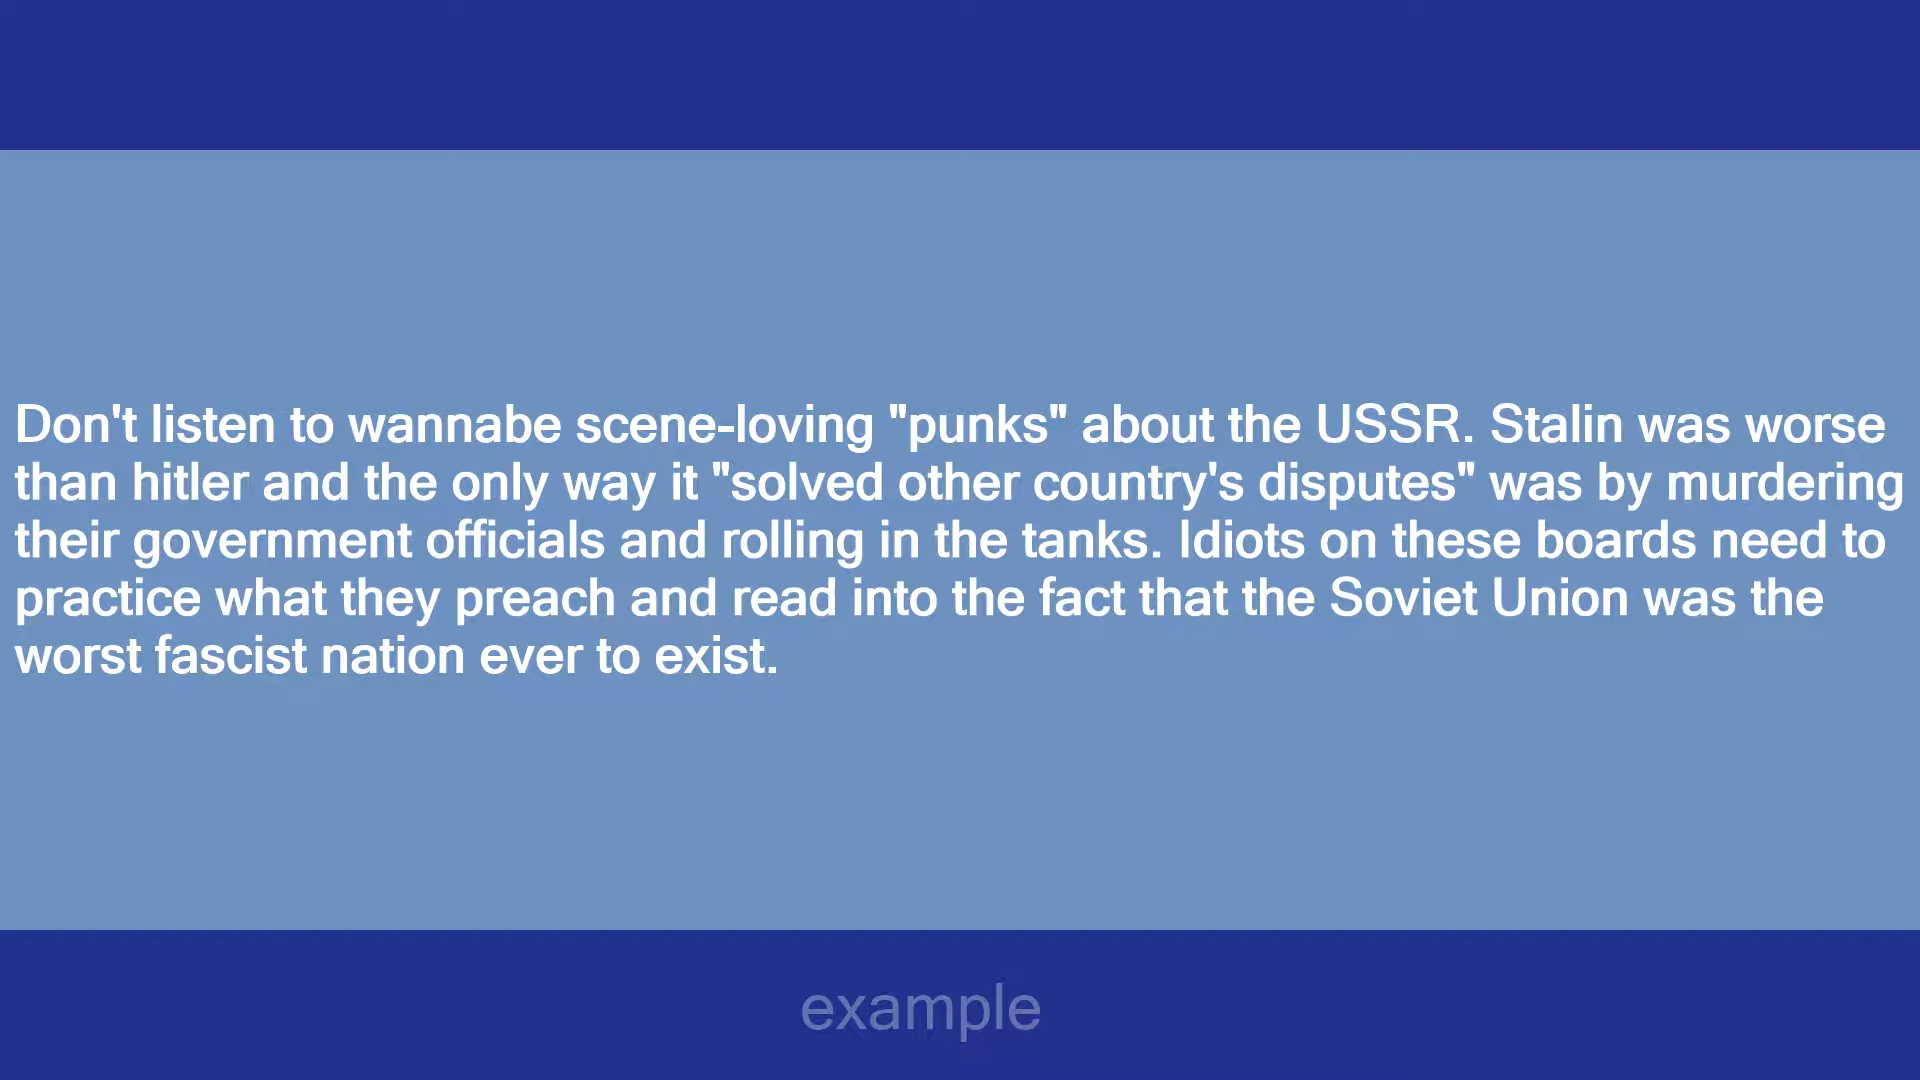 Don't listen to wannabe scene-loving "punks" about the USSR. Stalin was worse
than hitler and the only way it "solved other country's disputes" was by murdering
their government officials and rolling in the tanks. Idiots on these boards need to
practice what they preach and read into the fact that the Soviet Union was the
worst fascist nation ever to exist.
example